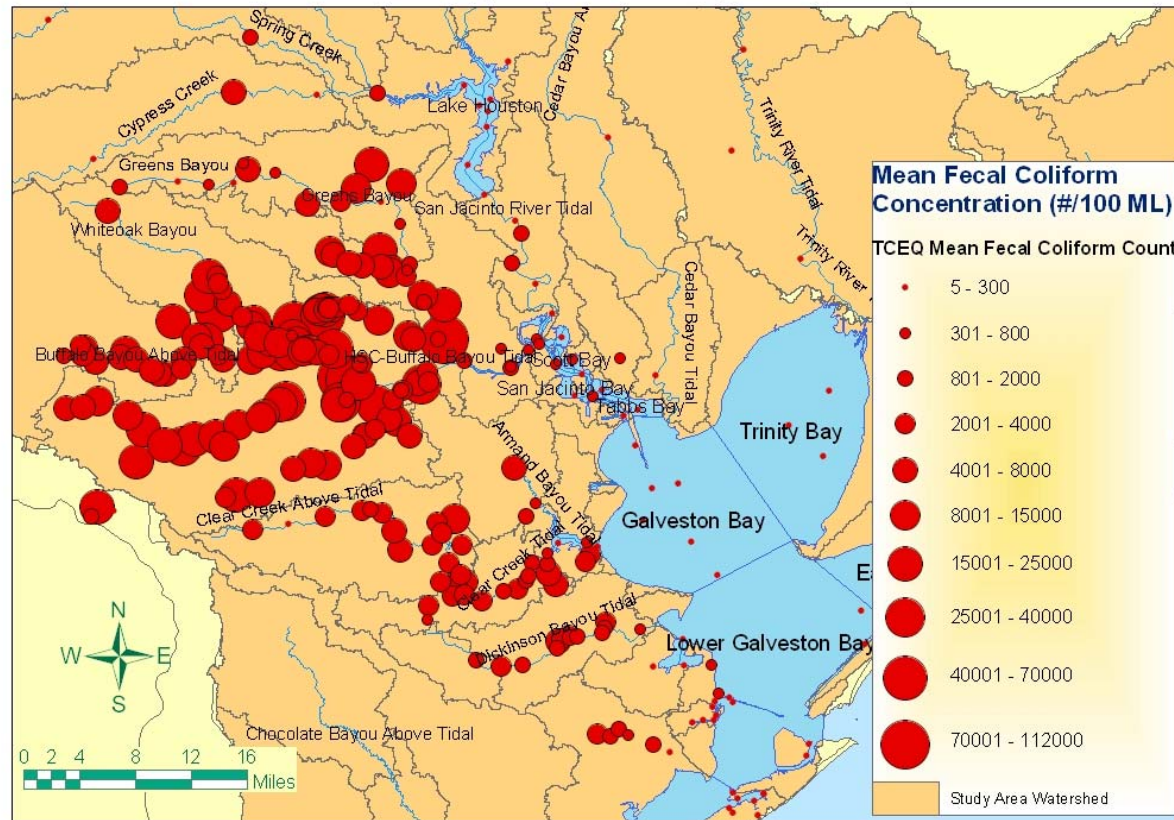 Spring Creek
Cypress Creek
Lake Houston
Cedar Bayou A
Trinity River Tidal
Greens Bayou
Greens Bayou
San Jacinto River Tidal
Whiteoak Bayou
Trinity River
Cedar Bayou Tidal
Buffalo Bayou Above Tidal
HSC-Buffalo Bayou Tidal
Scott Bay
San Jacinto Bay
Tabbs Bay
Trinity Bay
Armand Bayou Tidal
Clear Creek Above Tidal
Galveston Bay
Clear Creek Tidal
Ea
Dickinson Bayou Tidal
Lower Galveston Bay
Chocolate Bayou Above Tidal
N
W E
S
0 2 4 8 12 16
Miles
Mean Fecal Coliform
Concentration (#/100 ML)
TCEQ Mean Fecal Coliform Count
5 - 300
301 - 800
801 - 2000
2001 - 4000
4001 - 8000
8001 - 15000
15001 - 25000
25001 - 40000
40001 - 70000
70001 - 112000
Study Area Watershed